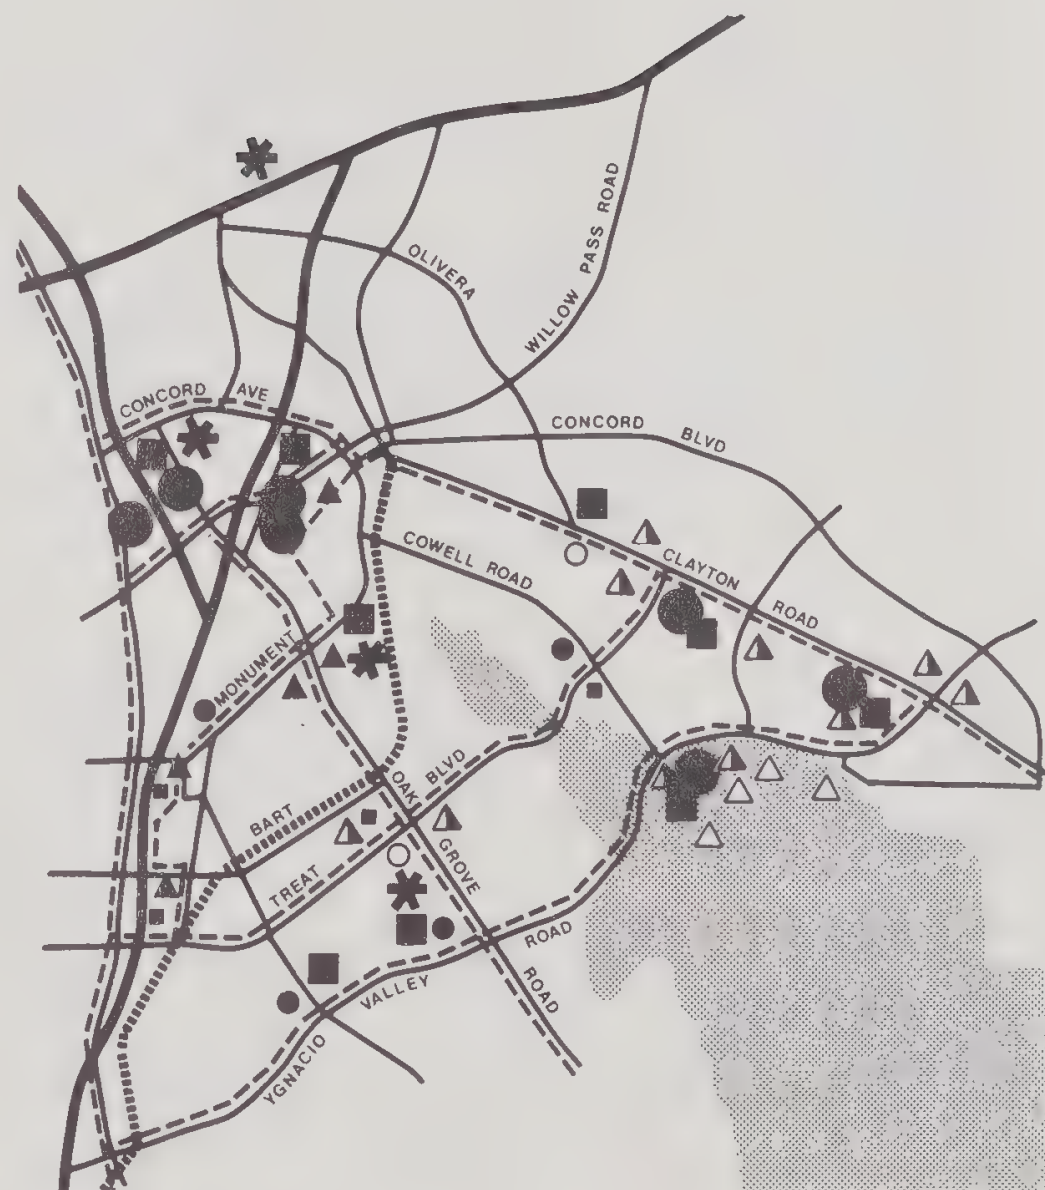 WILLOW PASS ROAD
OLIVERA
CONCORD AVE
CONCORD BLVD
COWELL ROAD
CLAYTON ROAD
MONUMENT
BART
TREAT BLVD
OAK GROVE ROAD
YGNACIO VALLEY ROAD